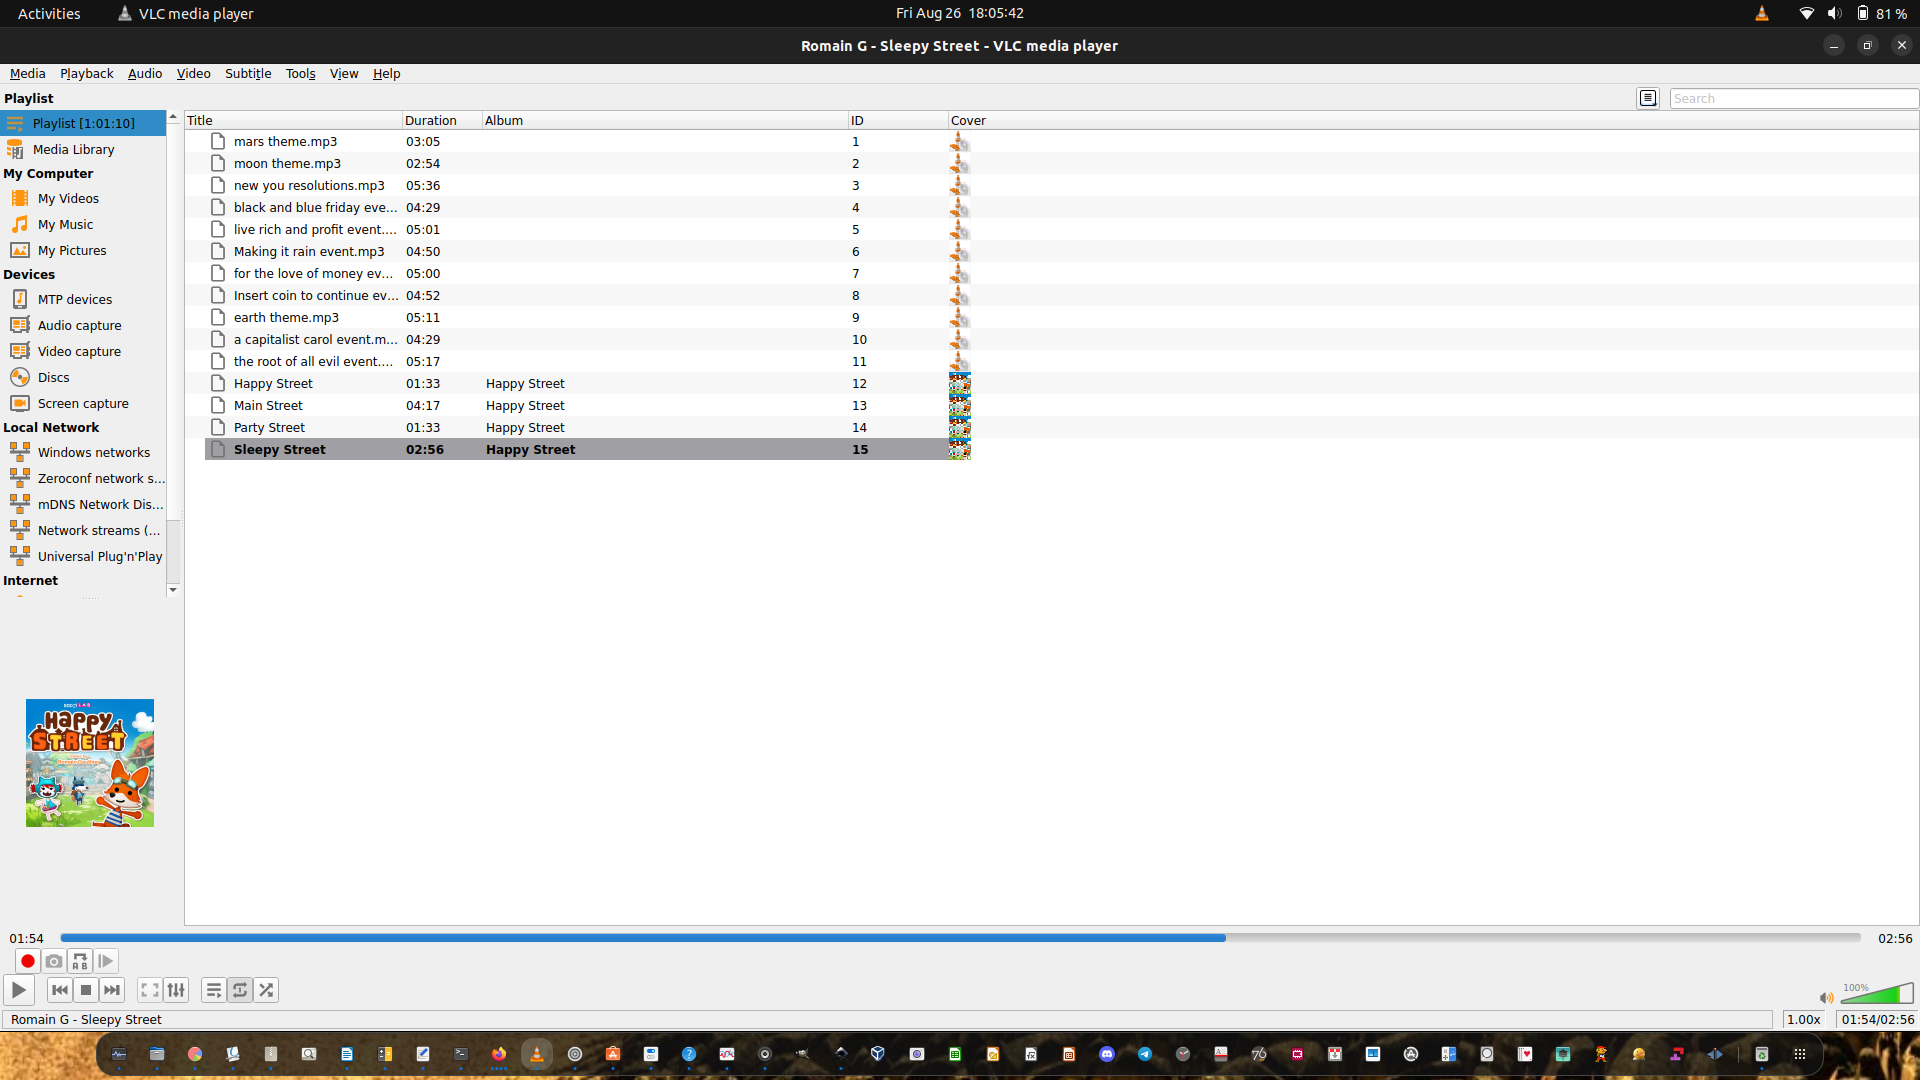 Activities VLC media player Fri Aug 26 18:05:42 81 %
Romain G - Sleepy Street - VLC media player
Media Playback Audio Video Subtitle Tools View Help
Playlist Search
Playlist [1:01:10]
Media Library
My Computer
My Videos
My Music
My Pictures
Devices
MTP devices
Audio capture
Video capture
Discs
Screen capture
Local Network
Windows networks
Zeroconf network s...
mDNS Network Dis...
Network streams (...
Universal Plug'n'Play
Internet
Title Duration Album ID Cover
mars theme.mp3 03:05 1
moon theme.mp3 02:54 2
new you resolutions.mp3 05:36 3
black and blue friday eve... 04:29 4
live rich and profit event.... 05:01 5
Making it rain event.mp3 04:50 6
for the love of money ev... 05:00 7
Insert coin to continue ev... 04:52 8
earth theme.mp3 05:11 9
a capitalist carol event.m... 04:29 10
the root of all evil event.... 05:17 11
Happy Street 01:33 Happy Street 12
Main Street 04:17 Happy Street 13
Party Street 01:33 Happy Street 14
Sleepy Street 02:56 Happy Street 15
HAPPY
STREET
01:54 02:56
A B
100%
Romain G - Sleepy Street 1.00x 01:54/02:56